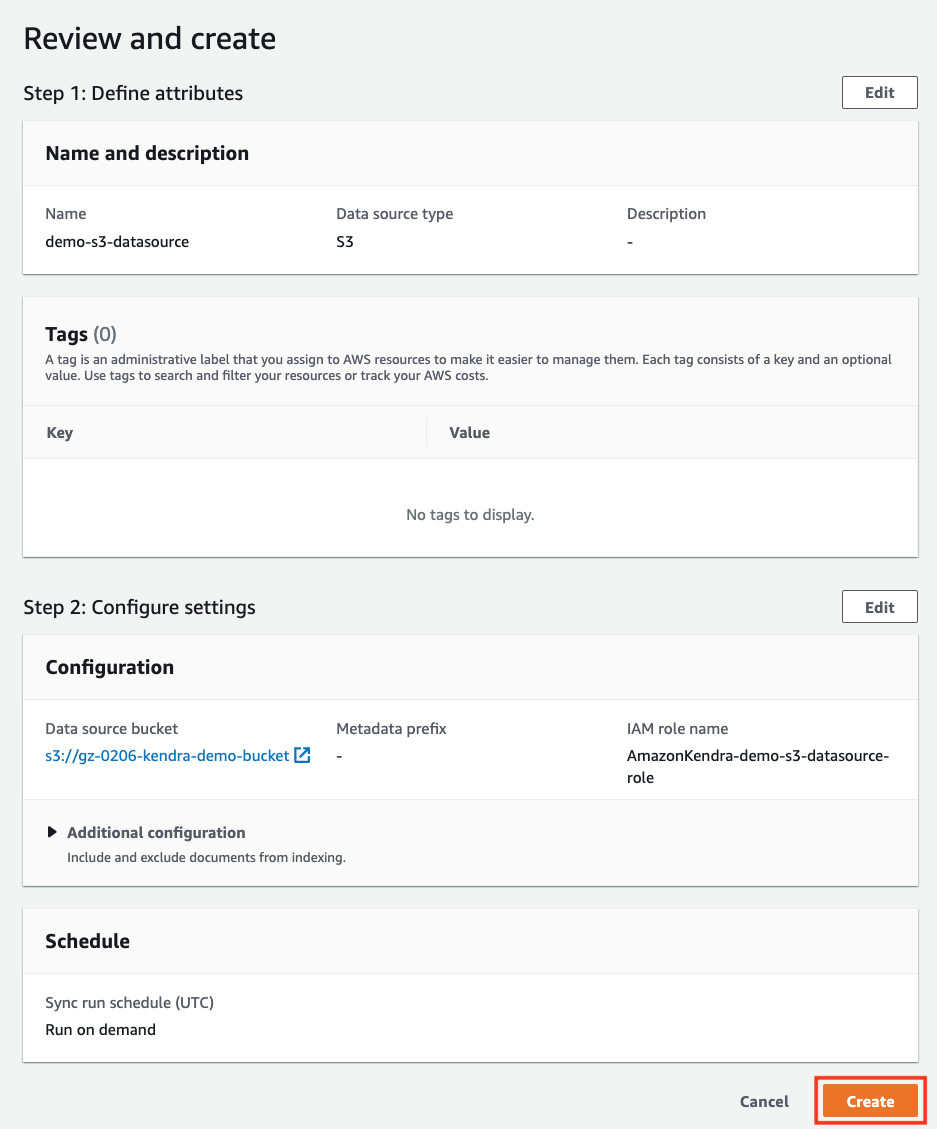 Review and create
Step 1: Define attributes
Edit
Name and description
Name
Data source type
Description
demo-s3-datasource
S3
-
Tags (0)
A tag is an administrative label that you assign to AWS resources to make it easier to manage them. Each tag consists of a key and an optional
value. Use tags to search and filter your resources or track your AWS costs.
Key
Value
No tags to display.
Step 2: Configure settings
Edit
Configuration
Data source bucket
Metadata prefix
IAM role name
s3://gz-0206-kendra-demo-bucket
-
AmazonKendra-demo-s3-datasource-
role
Additional configuration
Include and exclude documents from indexing.
Schedule
Sync run schedule (UTC)
Run on demand
Cancel
Create